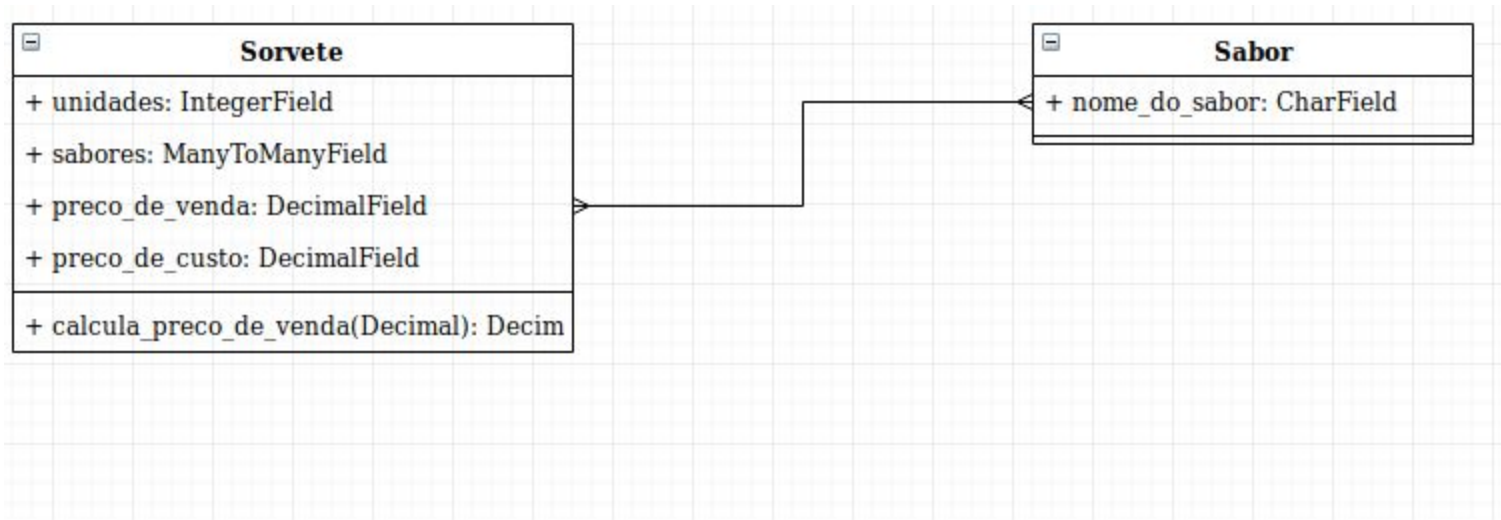 Sorvete
+ unidades: IntegerField
+ sabores: ManyToManyField
+ preco_de_venda: DecimalField
+ preco_de_custo: DecimalField
+ calcula_preco_de_venda(Decimal): Decim
Sabor
+ nome_do_sabor: CharField